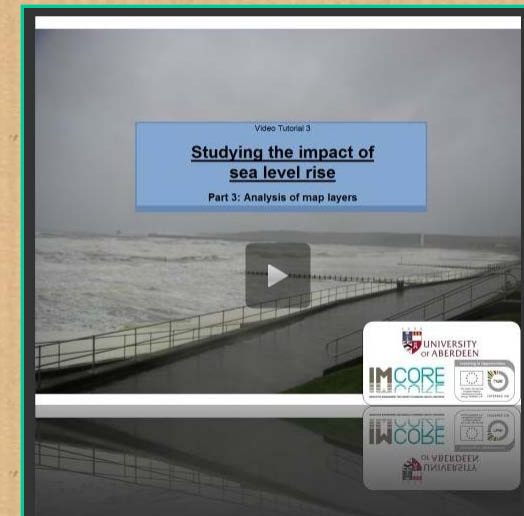 Video Tutorial 3
Studying the impact of
sea level rise
Part 3: Analysis of map layers
UNIVERSITY
OF ABERDEEN
IMCORE